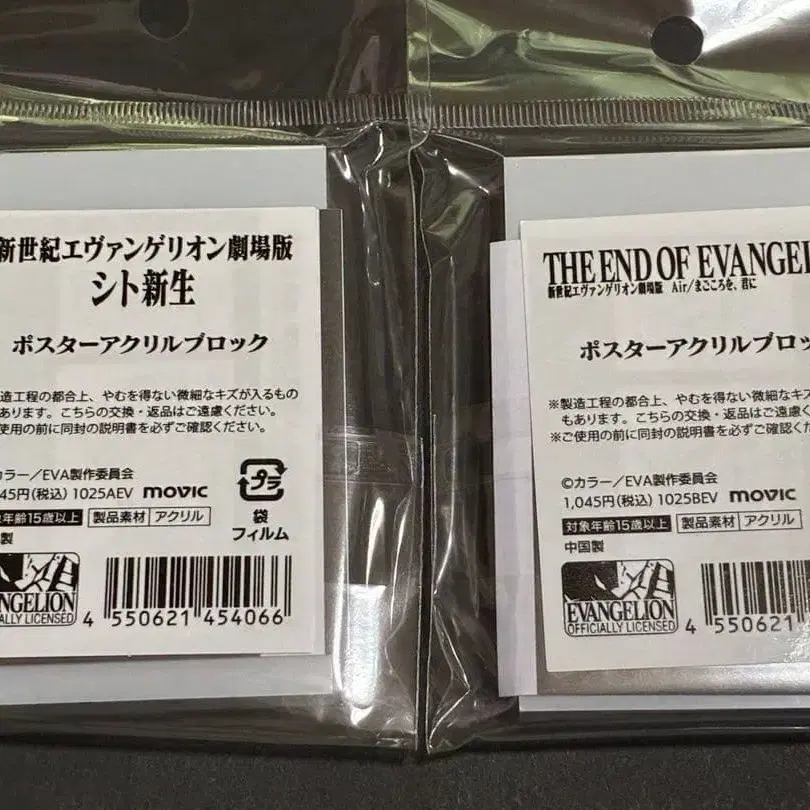 新世紀エヴァンゲリオン劇場版
シト新生
ポスターアクリルブロック
造工程の都合上、やむを得ない微細なキズが入るもの
あります。こちらの交換・返品はご遠慮ください。
使用の前に同封の説明書を必ずご確認ください。
カラー／EVA製作委員会
45円(税込) 1025AEV movic
年齢15歳以上 製品素材 アクリル
製
プラ
袋
フィルム
NGELION
ALLY LICENSED
4 550621 454066
THE END OF EVANGEL
新世紀エヴァンゲリオン劇場版 Air/まごころを、君に
ポスターアクリルブロッ
※製造工程の都合上、やむを得ない微細なキズ
もあります。こちらの交換・返品はご遠慮
※ご使用の前に同封の説明書を必ずご確認
©カラー／EVA製作委員会
1,045円(税込) 1025BEV movic
対象年齢15歳以上 製品素材 アクリル
中国製
EVANGELION
OFFICIALLY LICENSED
4 550621